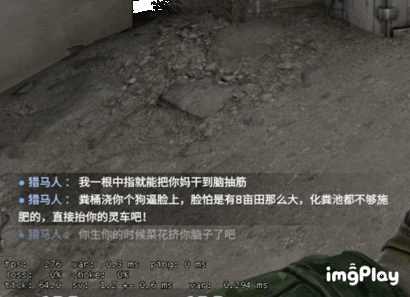 猎马人： 我一根中指就能把你妈干到脑抽筋
猎马人： 粪桶浇你个狗逼脸上，脸怕是有8亩田那么大，化粪池都不够施
肥的，直接抬你的灵车吧！
猎马人： 你生你的时候菜花挤你脑子了吧
fps: 276 var: 0.3 ms ping: 0 ms
loss: 0% choke: 0%
tick: 64.0 sv: 1.2 +- 0.6 ms var: 0.294 ms
imgPlay